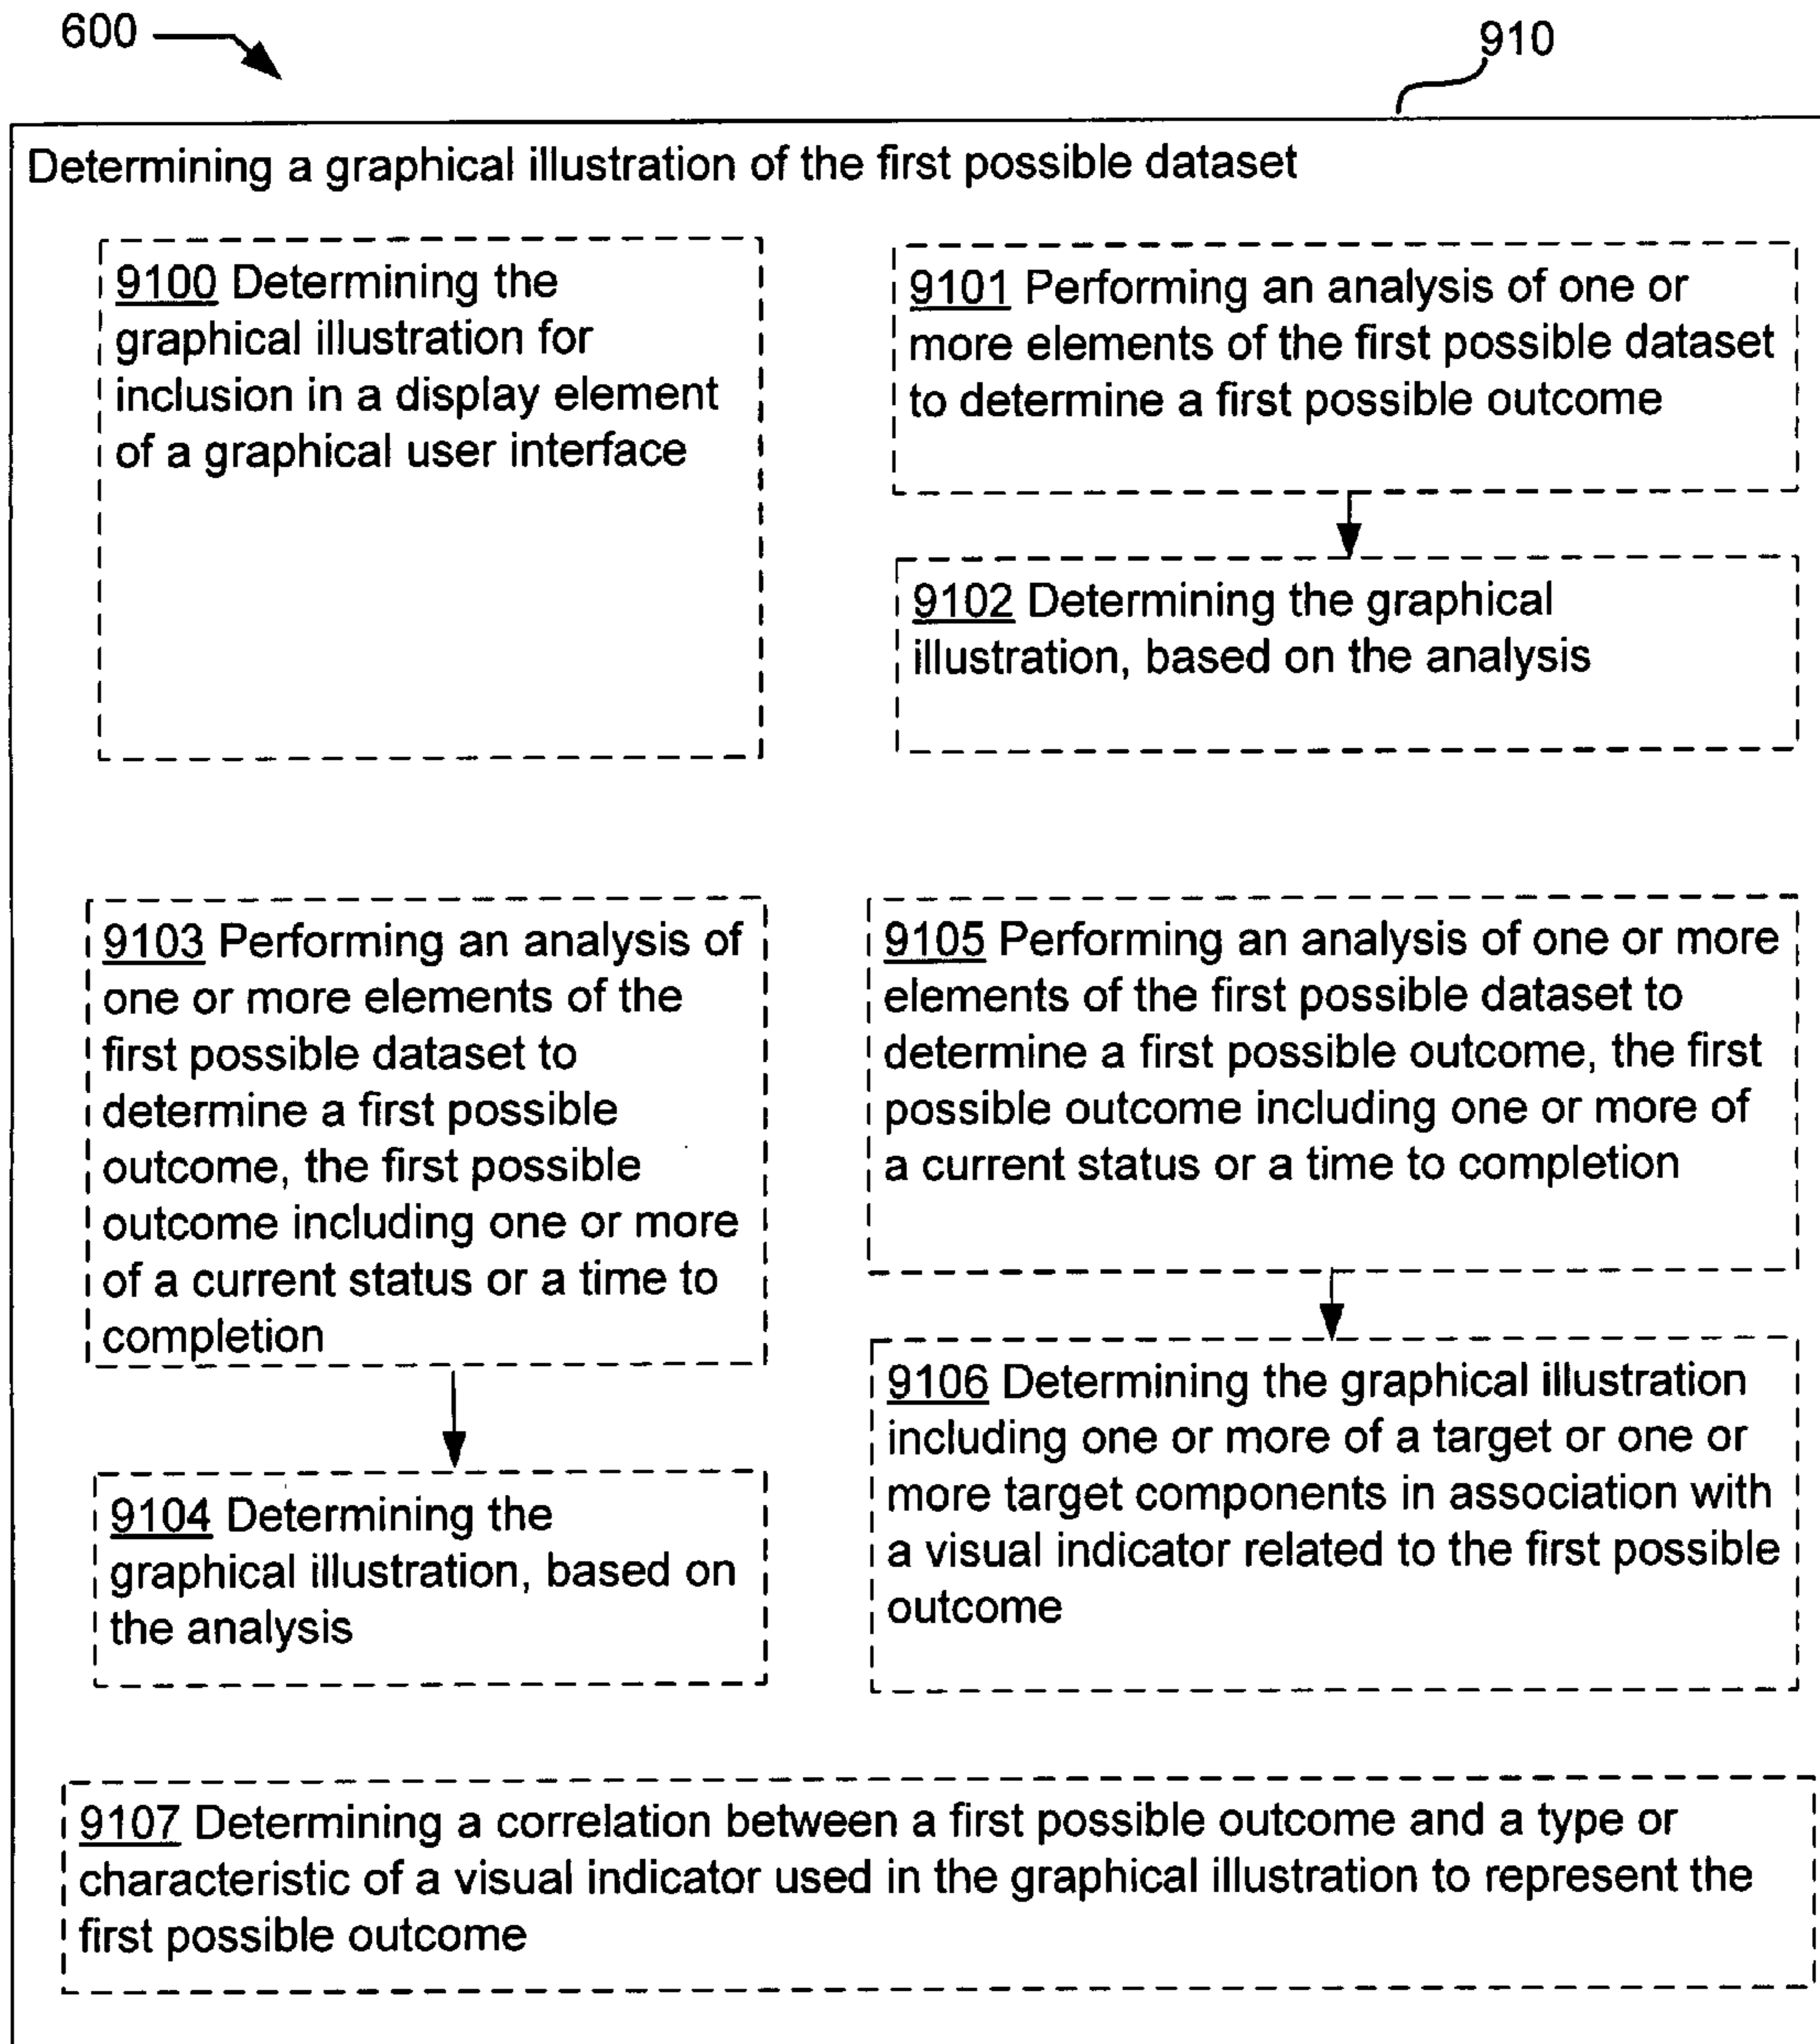 600
910
Determining a graphical illustration of the first possible dataset
9100 Determining the
graphical illustration for
inclusion in a display element
of a graphical user interface
9101 Performing an analysis of one or
more elements of the first possible dataset
to determine a first possible outcome
9102 Determining the graphical
illustration, based on the analysis
9103 Performing an analysis of
one or more elements of the
first possible dataset to
determine a first possible
outcome, the first possible
outcome including one or more
of a current status or a time to
completion
9104 Determining the
graphical illustration, based on
the analysis
9105 Performing an analysis of one or more
elements of the first possible dataset to
determine a first possible outcome, the first
possible outcome including one or more of
a current status or a time to completion
9106 Determining the graphical illustration
including one or more of a target or one or
more target components in association with
a visual indicator related to the first possible
outcome
9107 Determining a correlation between a first possible outcome and a type or
characteristic of a visual indicator used in the graphical illustration to represent the
first possible outcome